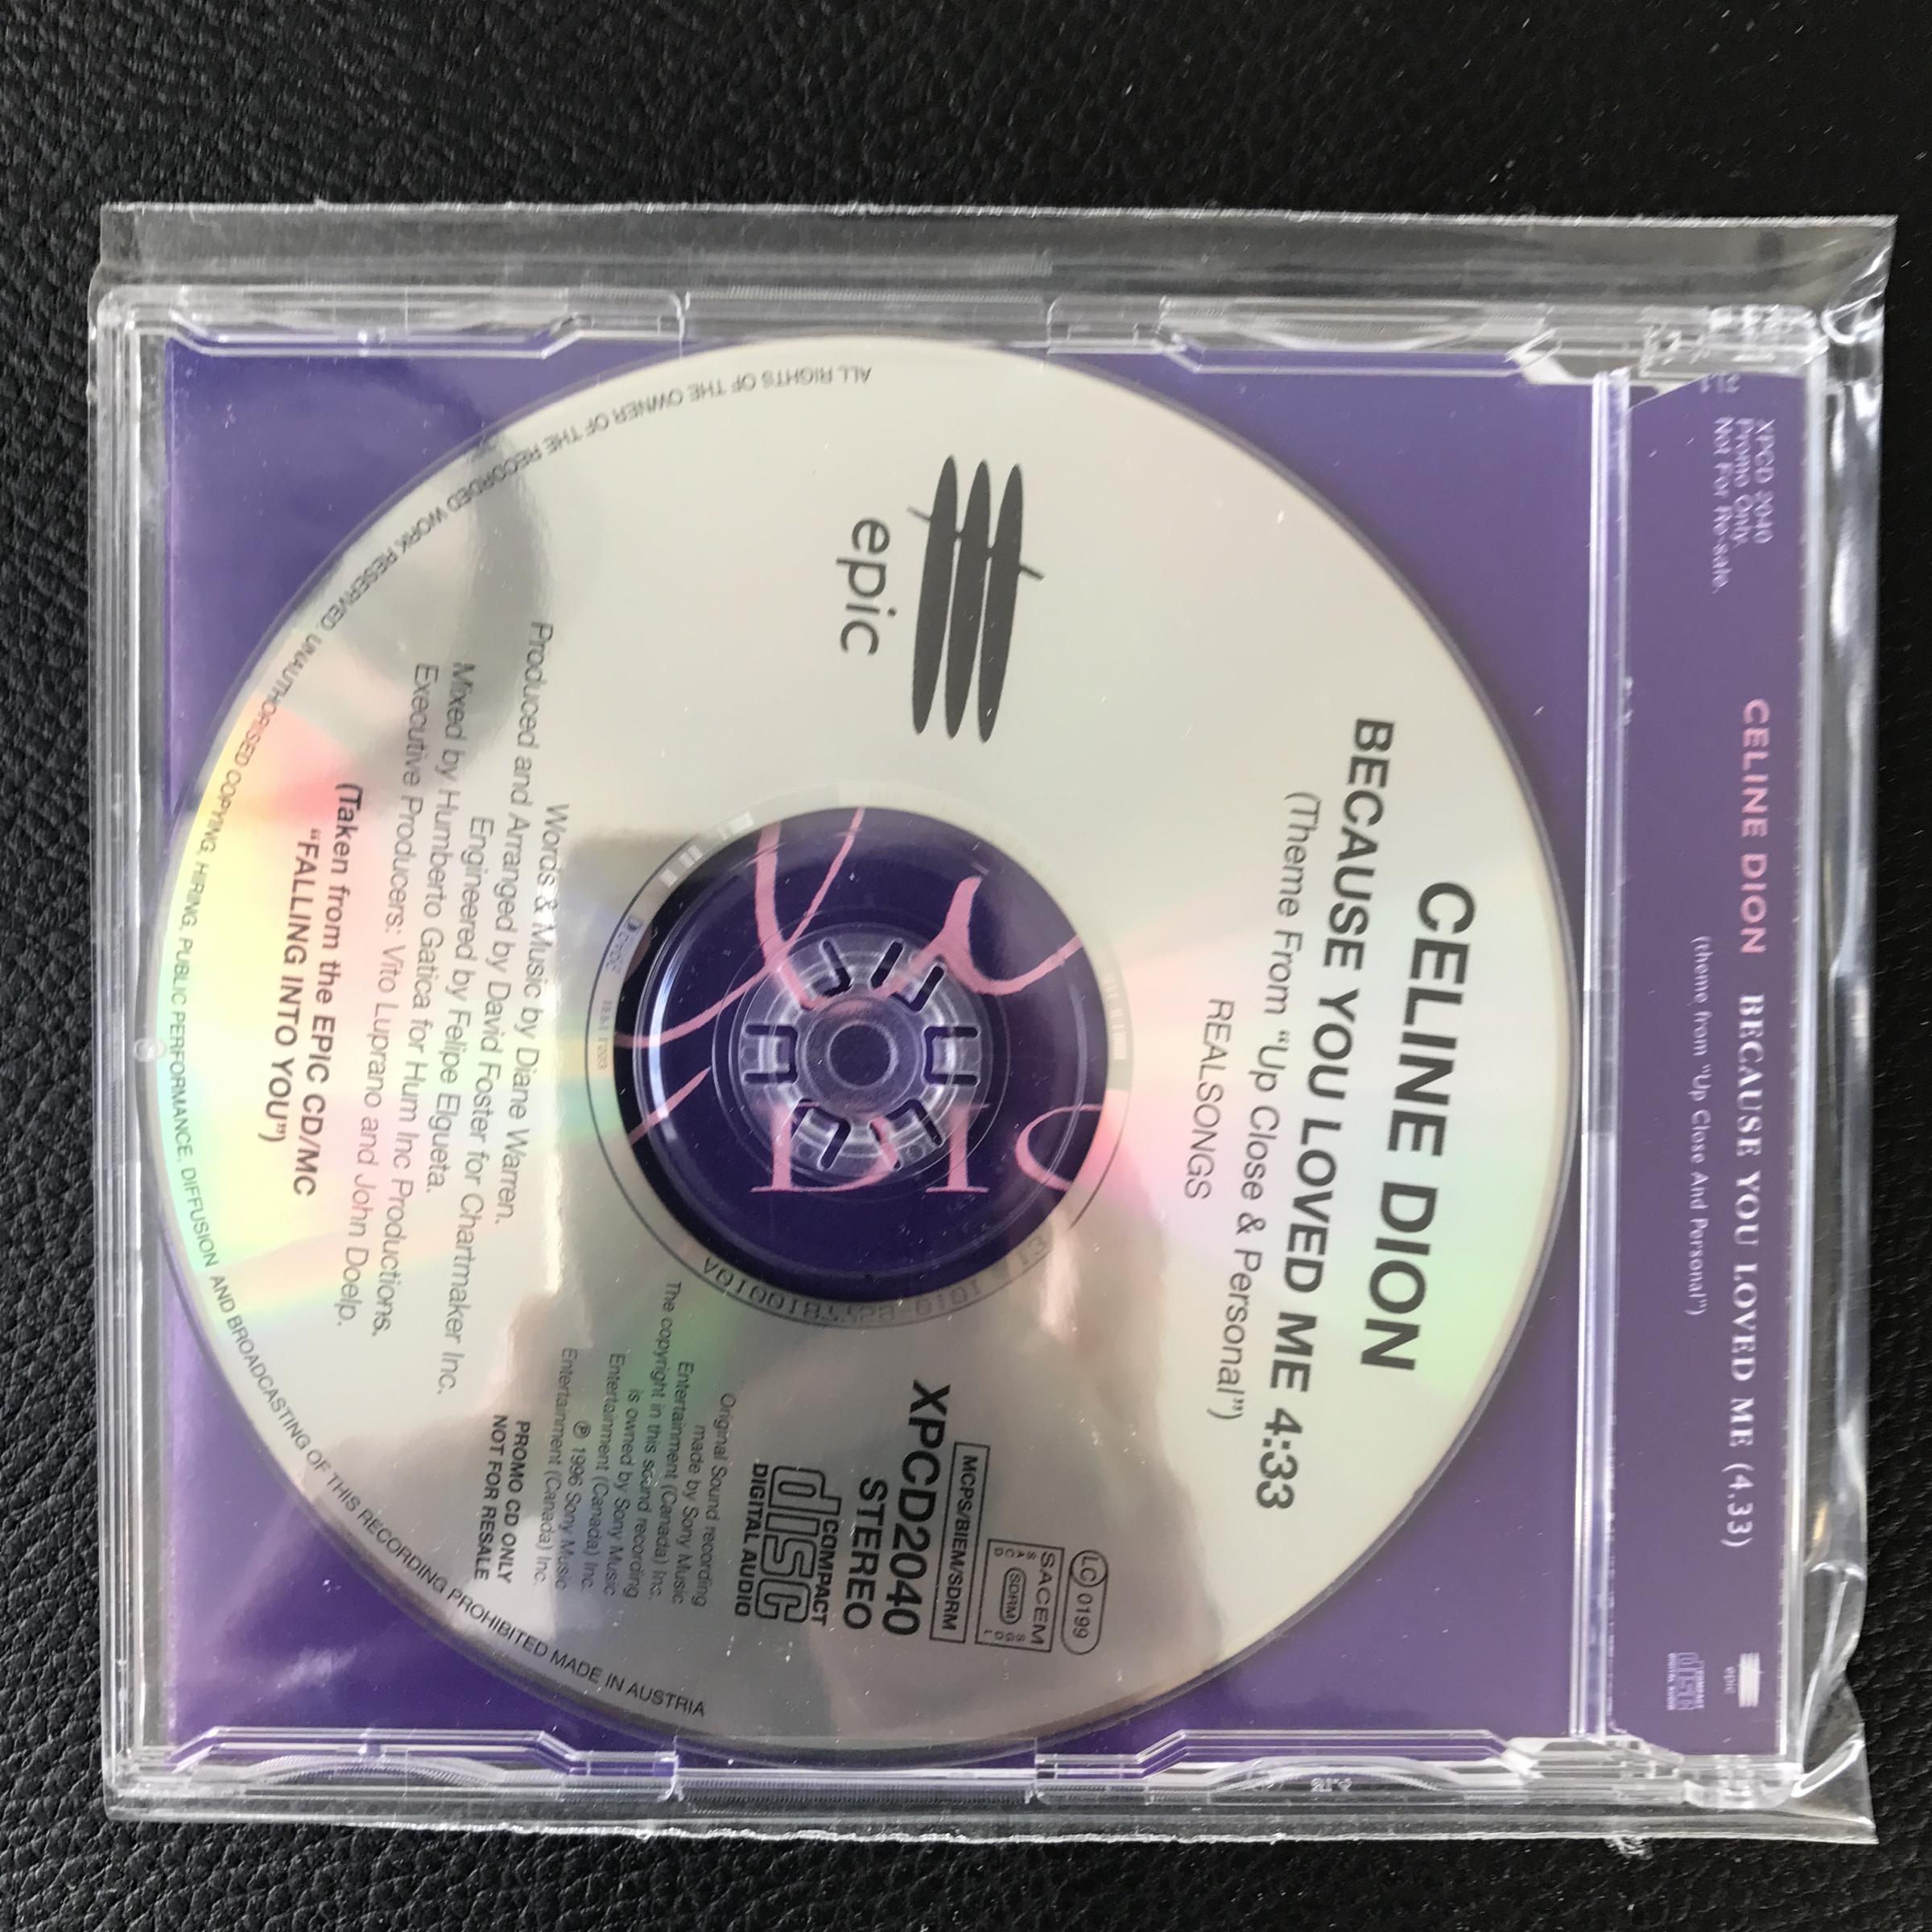 XPCD 2040
Promo Only.
Not For Re-sale.
CELINE DION BECAUSE YOU LOVED ME (4.33)
(theme from "Up Close And Personal")
epic
COMPACT
disc
DIGITAL AUDIO
CELINE DION
BECAUSE YOU LOVED ME 4:33
(Theme From “Up Close & Personal”)
REALSONGS
epic
LC 0199
SACEM
SDRM
MCPS/BIEM/SDRM
XPCD2040
STEREO
COMPACT
disc
DIGITAL AUDIO
Original Sound recording
made by Sony Music
Entertainment (Canada) Inc.
The copyright in this sound recording
is owned by Sony Music
Entertainment (Canada) Inc.
℗ 1996 Sony Music
Entertainment (Canada) Inc.
PROMO CD ONLY
NOT FOR RESALE
Words & Music by Diane Warren.
Produced and Arranged by David Foster for Chartmaker Inc.
Engineered by Felipe Elgueta.
Mixed by Humberto Gatica for Hum Inc Productions.
Executive Producers: Vito Luprano and John Doelp.
(Taken from the EPIC CD/MC
“FALLING INTO YOU”)
ALL RIGHTS OF THE OWNER OF THE RECORDED WORK RESERVED. UNAUTHORISED COPYING, HIRING, PUBLIC PERFORMANCE, DIFFUSION AND BROADCASTING OF THIS RECORDING PROHIBITED MADE IN AUSTRIA